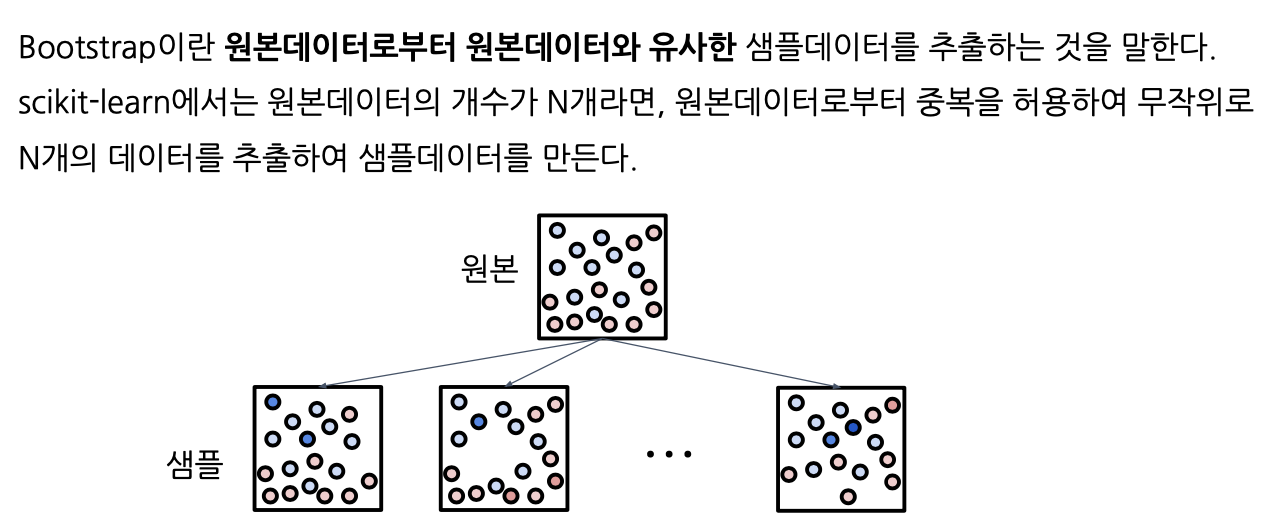 Bootstrap이란 원본데이터로부터 원본데이터와 유사한 샘플데이터를 추출하는 것을 말한다.
scikit-learn에서는 원본데이터의 개수가 N개라면, 원본데이터로부터 중복을 허용하여 무작위로
N개의 데이터를 추출하여 샘플데이터를 만든다.
원본
샘플
...